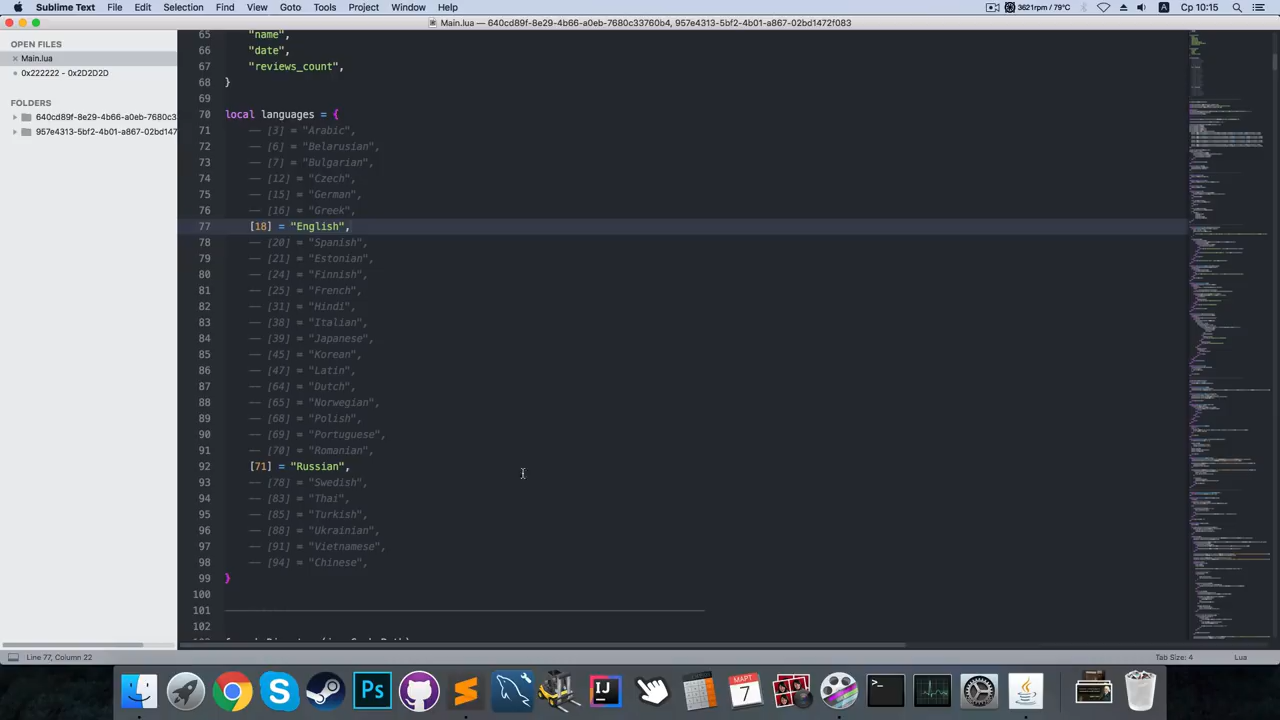 Sublime Text File Edit Selection Find View Goto Tools Project Window Help 3621rpm / 79°C A Ср 10:15
Main.lua — 640cd89f-8e29-4b66-a0eb-7680c33760b4, 957e4313-5bf2-4b01-a867-02bd1472f083
OPEN FILES
Main.lua
0x222222 - 0x2D2D2D
FOLDERS
640cd89f-8e29-4b66-a0eb-7680c3
957e4313-5bf2-4b01-a867-02bd147
65 "name",
66 "date",
67 "reviews_count",
68 }
69
70 local languages = {
71 -- [3] = "Arabic",
72 -- [6] = "Belarusian",
73 -- [7] = "Bulgarian",
74 -- [12] = "Czech",
75 -- [15] = "German",
76 -- [16] = "Greek",
77 [18] = "English",
78 -- [20] = "Spanish",
79 -- [21] = "Estonian",
80 -- [24] = "Finnish",
81 -- [25] = "French",
82 -- [31] = "Hindi",
83 -- [38] = "Italian",
84 -- [39] = "Japanese",
85 -- [45] = "Korean",
86 -- [47] = "Latin",
87 -- [64] = "Dutch",
88 -- [65] = "Norwegian",
89 -- [68] = "Polish",
90 -- [69] = "Portuguese",
91 -- [70] = "Romanian",
92 [71] = "Russian",
93 -- [78] = "Swedish",
94 -- [83] = "Thai",
95 -- [85] = "Turkish",
96 -- [88] = "Ukrainian",
97 -- [91] = "Vietnamese",
98 -- [94] = "Chinese",
99 }
100
101
102
Line 77, Column 22
Tab Size: 4
Lua
Ps
IJ
МАРТ
7